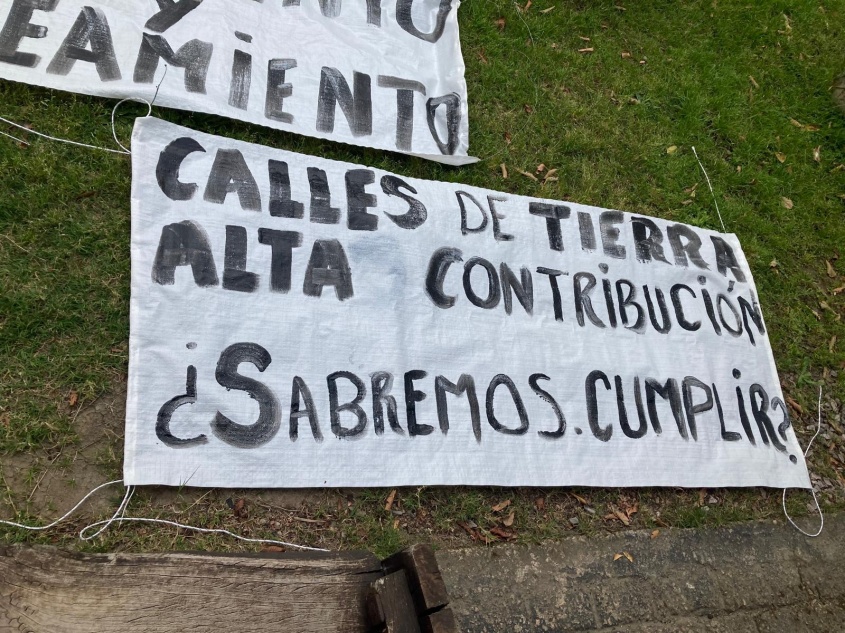 Y
EAMIENTO
CALLES DE TIERRA
ALTA CONTRIBUCIÓN
¿SABREMOS.CUMPLIR?